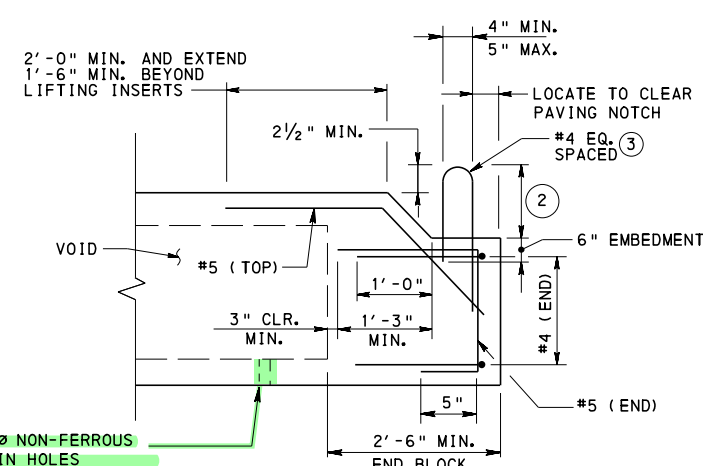 4" MIN.
5" MAX.
2'-0" MIN. AND EXTEND
1'-6" MIN. BEYOND
LIFTING INSERTS
LOCATE TO CLEAR
PAVING NOTCH
2½" MIN.
#4 EQ.
SPACED 3
2
6" EMBEDMENT
VOID
#5 (TOP)
1'-0"
3" CLR.
MIN.
1'-3"
MIN.
#4 (END)
5"
#5 (END)
Ø NON-FERROUS
IN HOLES
2'-6" MIN.
END BLOCK